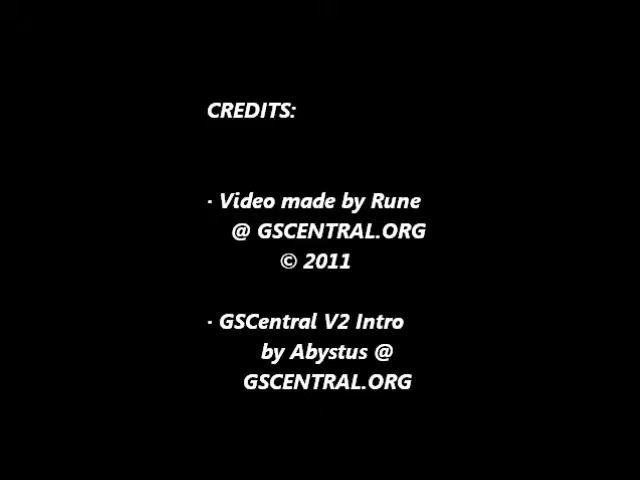 CREDITS:
· Video made by Rune
@ GSCENTRAL.ORG
© 2011
· GSCentral V2 Intro
by Abystus @
GSCENTRAL.ORG